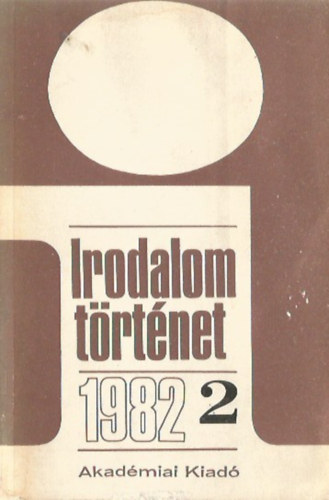 Irodalom
történet
1982 2
Akadémiai Kiadó